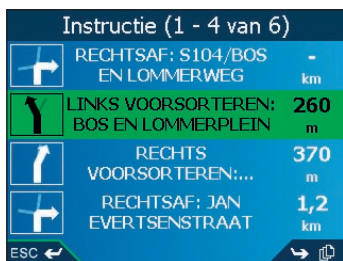 Instructie (1 - 4 van 6)
RECHTSAF: S104/BOS
EN LOMMERWEG
-
km
LINKS VOORSORTEREN:
BOS EN LOMMERPLEIN
260
m
RECHTS
VOORSORTEREN:...
370
m
RECHTSAF: JAN
EVERTSENSTRAAT
1,2
km
ESC